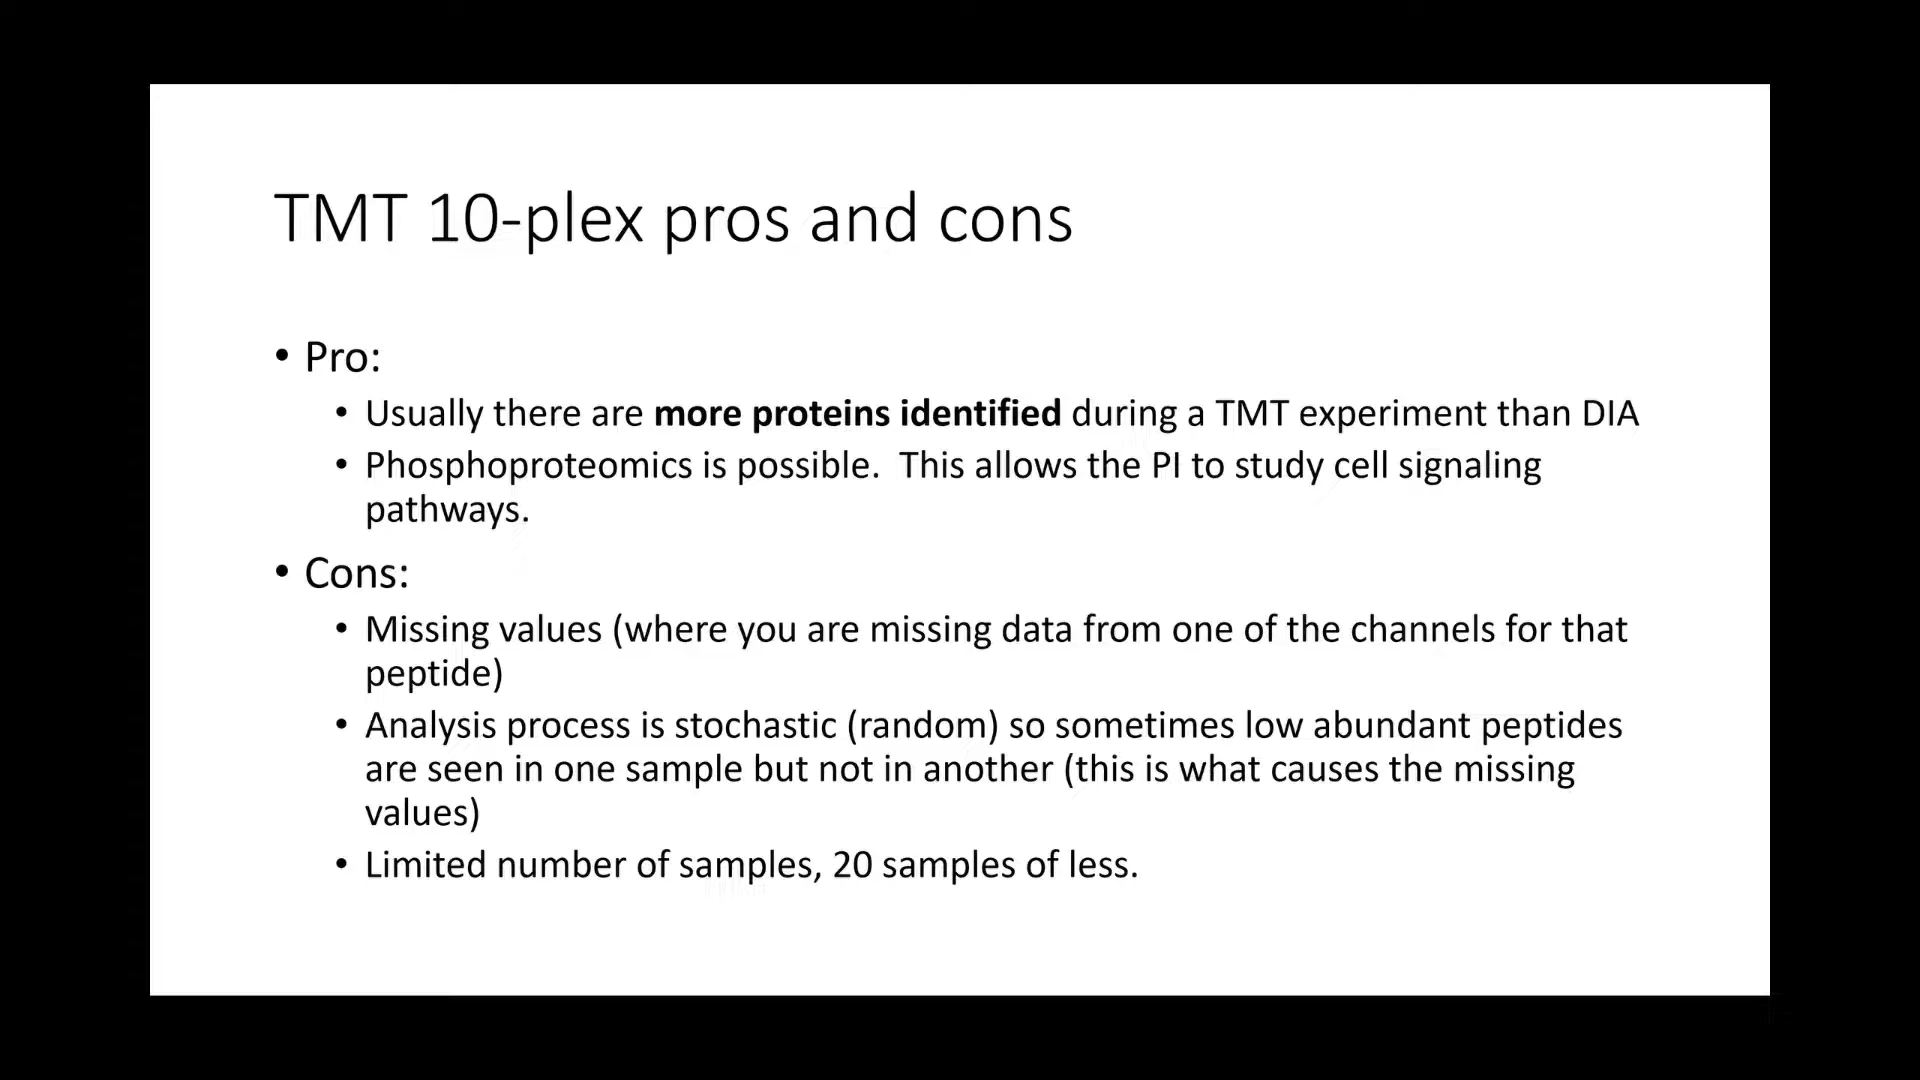 TMT 10-plex pros and cons
• Pro:
• Usually there are more proteins identified during a TMT experiment than DIA
• Phosphoproteomics is possible.  This allows the PI to study cell signaling
pathways.
• Cons:
• Missing values (where you are missing data from one of the channels for that
peptide)
• Analysis process is stochastic (random) so sometimes low abundant peptides
are seen in one sample but not in another (this is what causes the missing
values)
• Limited number of samples, 20 samples of less.